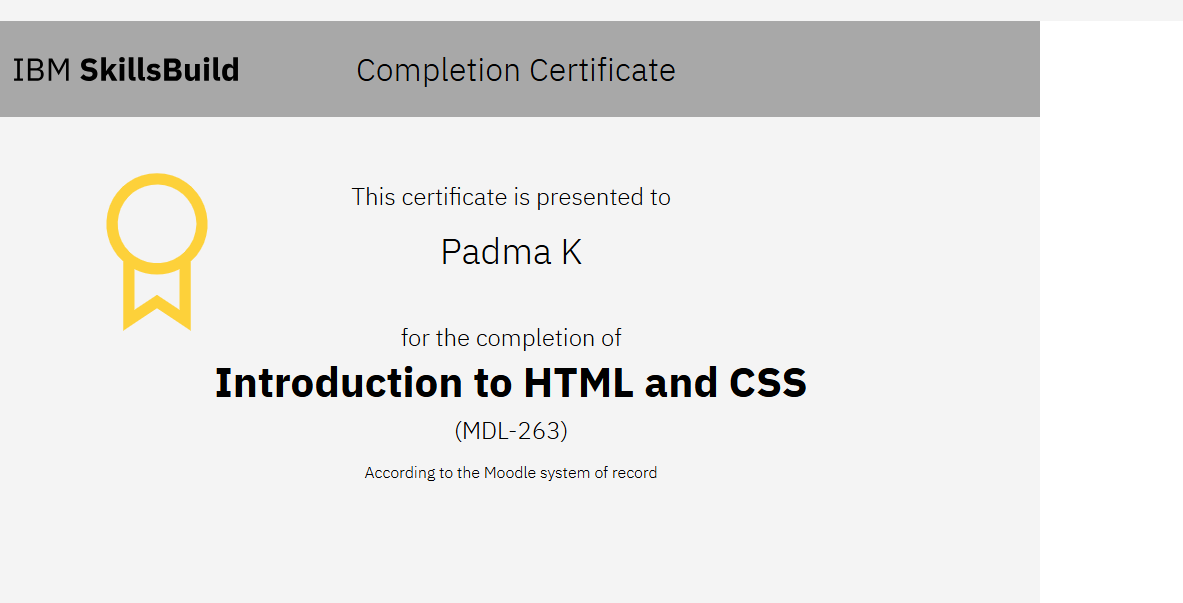 IBM SkillsBuild Completion Certificate
This certificate is presented to
Padma K
for the completion of
Introduction to HTML and CSS
(MDL-263)
According to the Moodle system of record